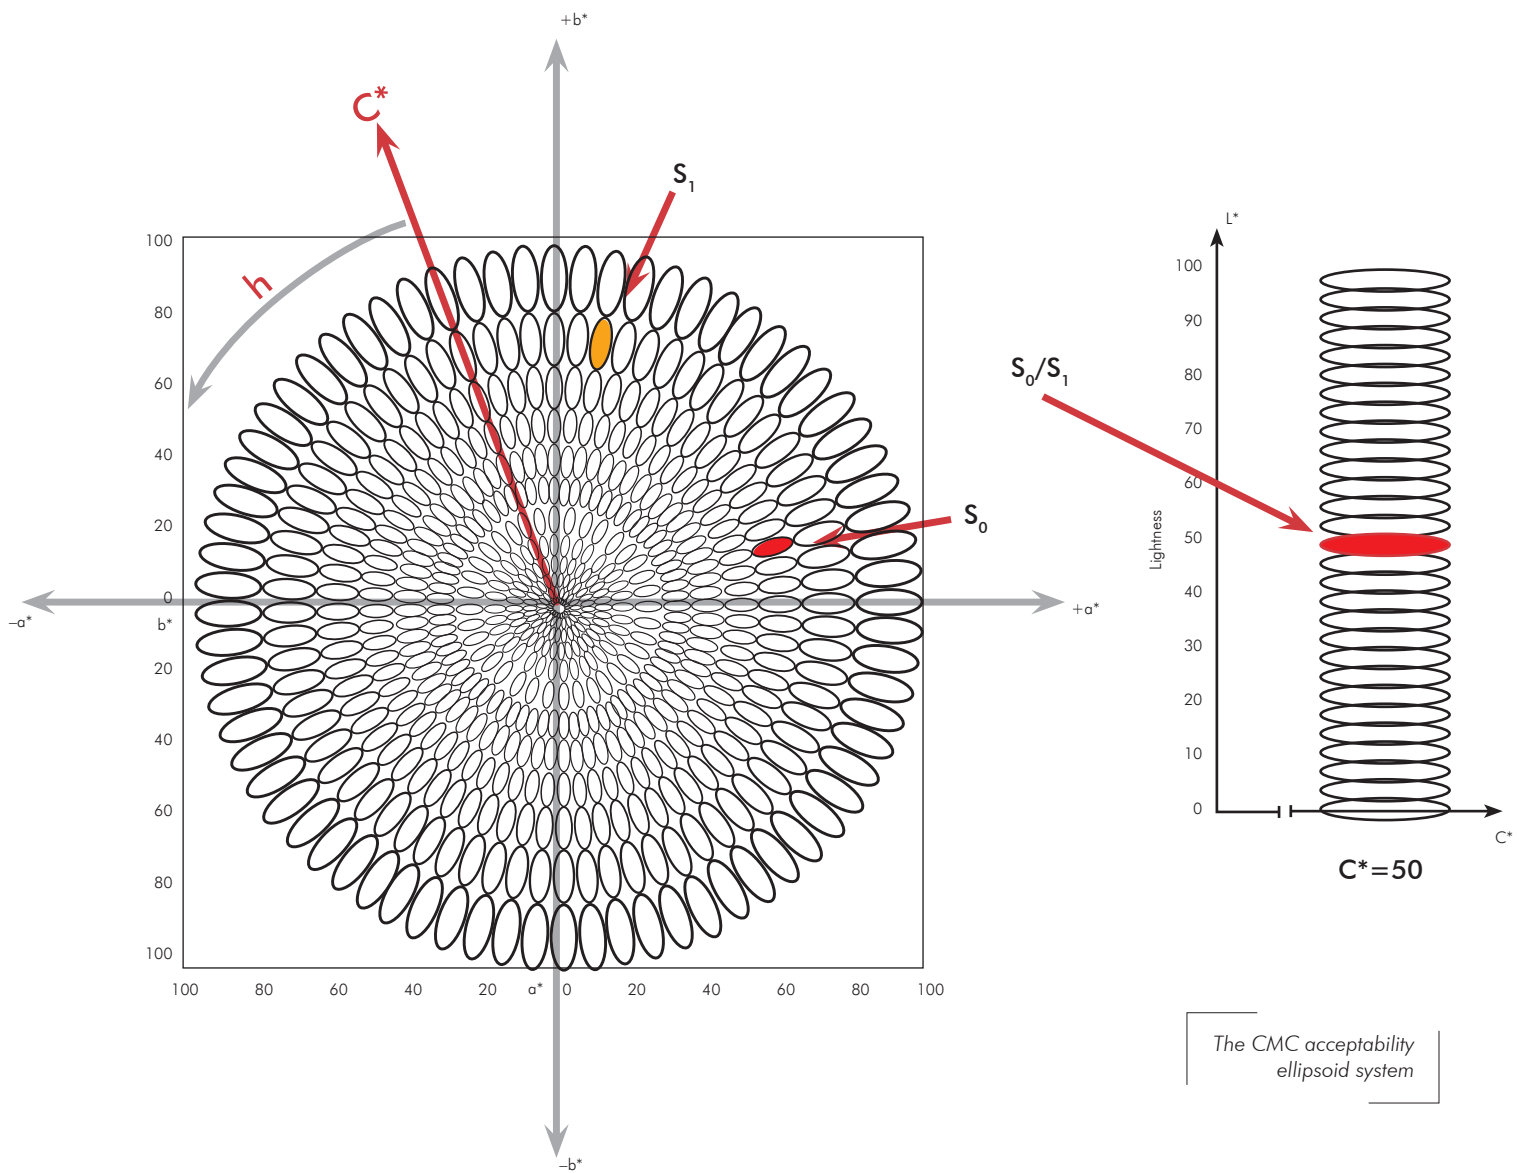 +b*
C*
S1
h
100
80
60
40
20
0
b*
20
40
60
80
100
100
80
60
40
20
a*
0
20
40
60
80
100
–a*
+a*
–b*
S0
S0/S1
L*
100
90
80
70
60
50
40
30
20
10
0
Lightness
C*
C*=50
The CMC acceptability
ellipsoid system